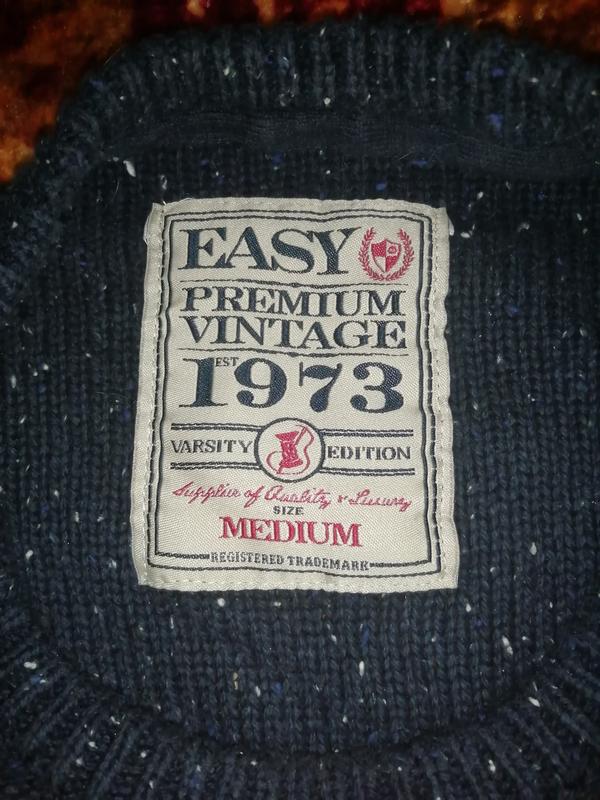 EASY
PREMIUM
VINTAGE
EST
1973
VARSITY EDITION
Supplier of Quality & Luxury
SIZE
MEDIUM
REGISTERED TRADEMARK